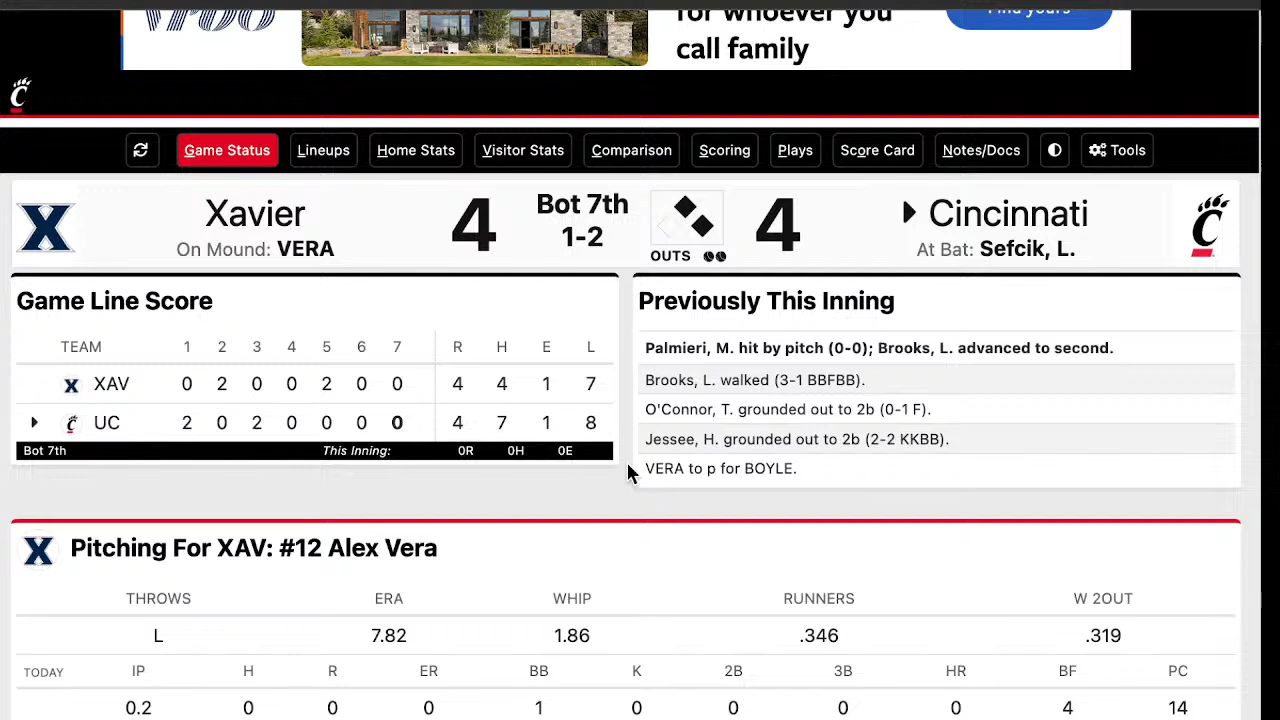 for whoever you
Find yours
call family
Game Status Lineups Home Stats Visitor Stats Comparison Scoring Plays Score Card Notes/Docs Tools
Xavier 4 Bot 7th 4 Cincinnati
On Mound: VERA 1-2 OUTS At Bat: Sefcik, L.
Game Line Score
TEAM 1 2 3 4 5 6 7 R H E L
XAV 0 2 0 0 2 0 0 4 4 1 7
UC 2 0 2 0 0 0 0 4 7 1 8
Bot 7th This Inning: 0R 0H 0E
Previously This Inning
Palmieri, M. hit by pitch (0-0); Brooks, L. advanced to second.
Brooks, L. walked (3-1 BBFBB).
O'Connor, T. grounded out to 2b (0-1 F).
Jessee, H. grounded out to 2b (2-2 KKBB).
VERA to p for BOYLE.
Pitching For XAV: #12 Alex Vera
THROWS ERA WHIP RUNNERS W 2OUT
L 7.82 1.86 .346 .319
TODAY IP H R ER BB K 2B 3B HR BF PC
0.2 0 0 0 1 0 0 0 0 4 14